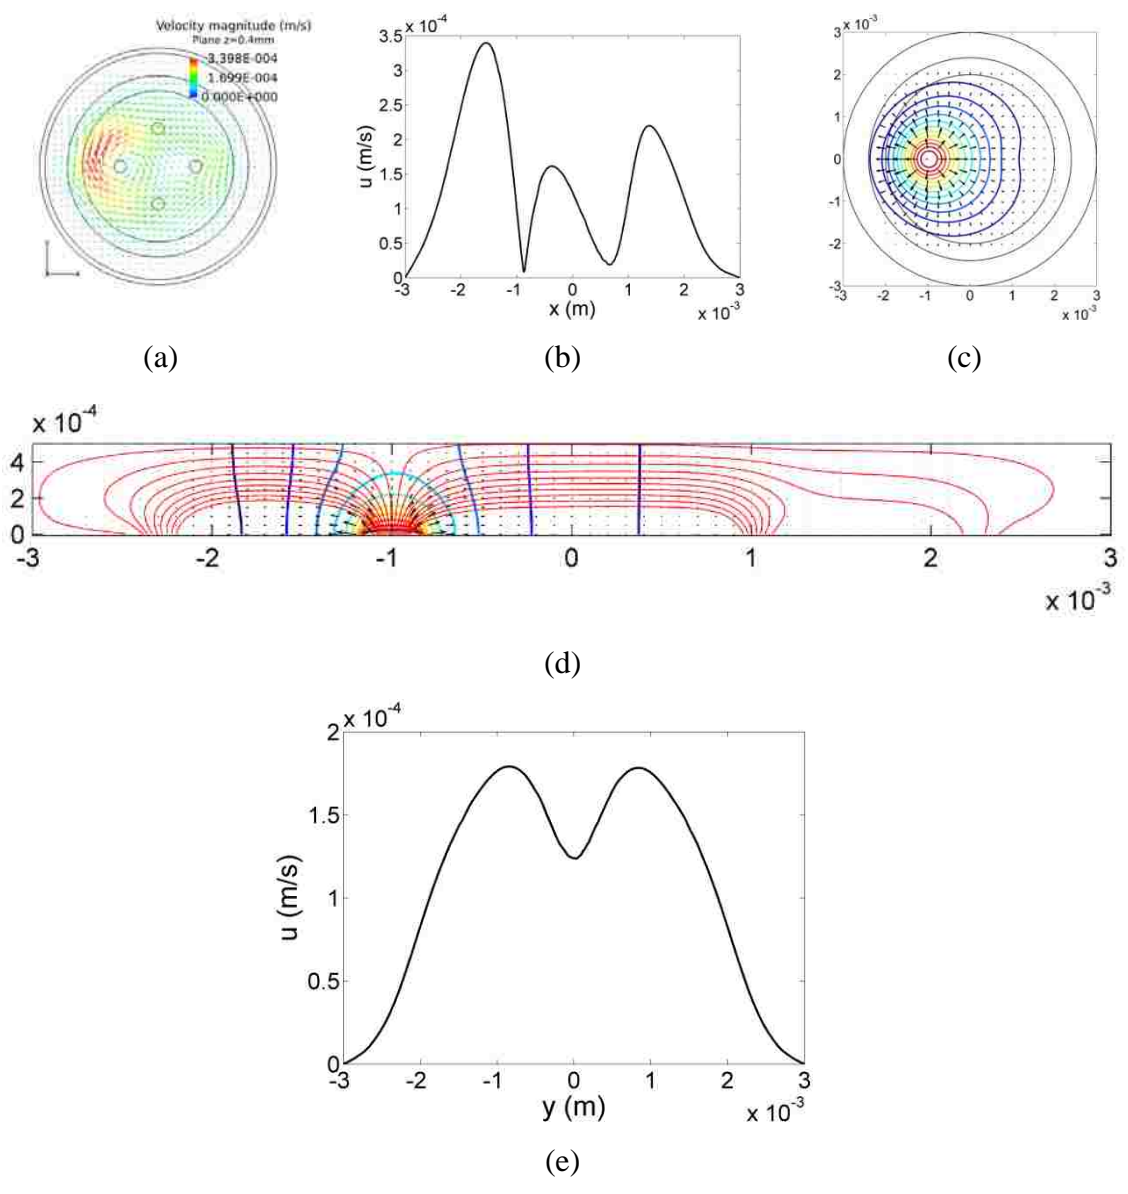 Velocity magnitude (m/s)
Plane z=0.4mm
3.398E-004
1.699E-004
0.000E+000
x 10-4
3.5
3
2.5
2
1.5
1
0.5
0
u (m/s)
-3 -2 -1 0 1 2 3
x (m)
x 10-3
x 10-3
3
2
1
0
-1
-2
-3
-3 -2 -1 0 1 2 3
x 10-3
(a) (b) (c)
x 10-4
4
2
0
-3 -2 -1 0 1 2 3
x 10-3
(d)
x 10-4
2
1.5
1
0.5
0
u (m/s)
-3 -2 -1 0 1 2 3
y (m)
x 10-3
(e)